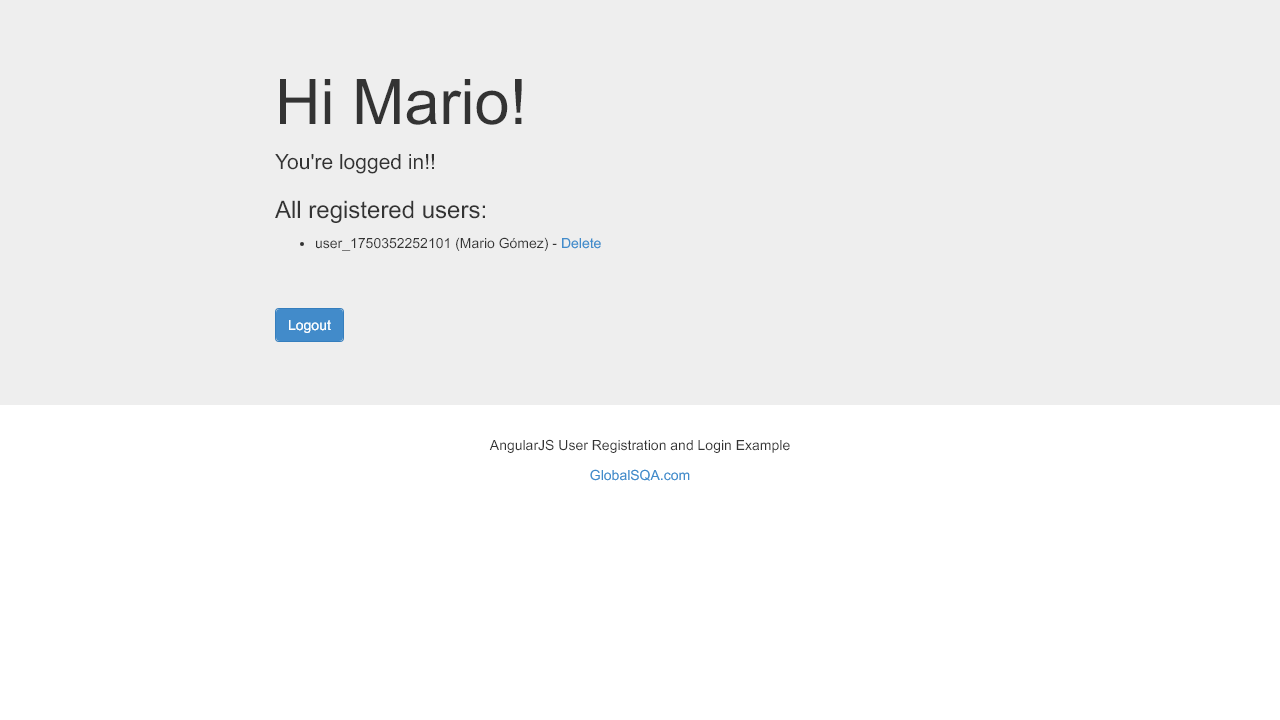 Hi Mario!
You're logged in!!
All registered users:
• user_1750352252101 (Mario Gómez) - Delete
Logout
AngularJS User Registration and Login Example
GlobalSQA.com